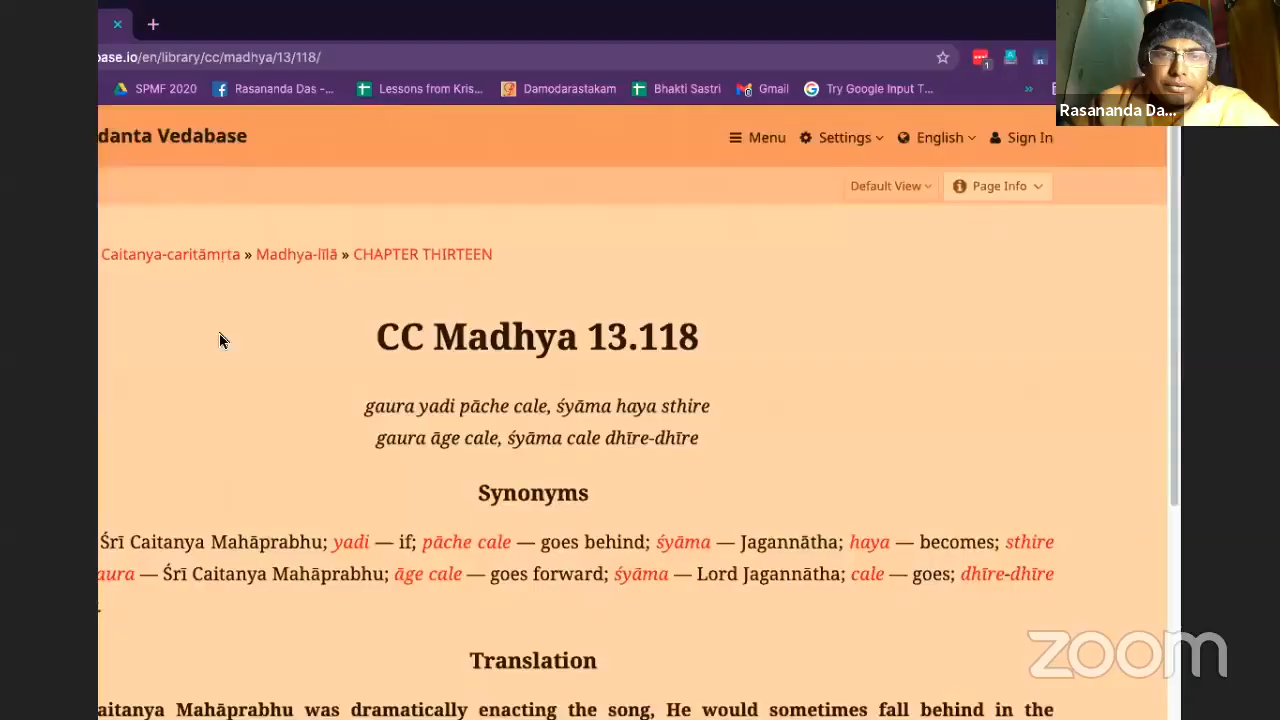 base.io/en/library/cc/madhya/13/118/
1
SPMF 2020
Rasananda Das -...
Lessons from Kris...
Damodarastakam
Bhakti Sastri
Gmail
Try Google Input T...
»
Rasananda Da...
danta Vedabase
Menu
Settings
English
Sign In
Default View
Page Info
Caitanya-caritāmṛta » Madhya-līlā » CHAPTER THIRTEEN
CC Madhya 13.118
gaura yadi pāche cale, śyāma haya sthire
gaura āge cale, śyāma cale dhīre-dhīre
Synonyms
Śrī Caitanya Mahāprabhu; yadi — if; pāche cale — goes behind; śyāma — Jagannātha; haya — becomes; sthire
aura — Śrī Caitanya Mahāprabhu; āge cale — goes forward; śyāma — Lord Jagannātha; cale — goes; dhīre-dhīre
.
Translation
aitanya Mahāprabhu was dramatically enacting the song, He would sometimes fall behind in the
zoom